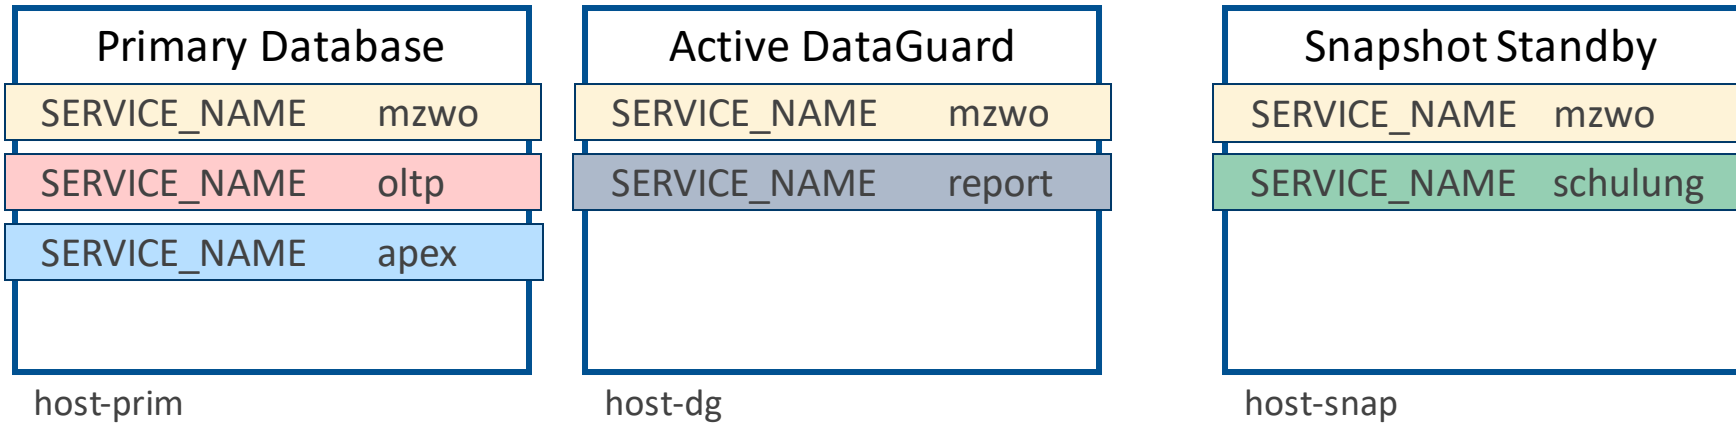 Primary Database
SERVICE_NAME mzwo
SERVICE_NAME oltp
SERVICE_NAME apex
host-prim
Active DataGuard
SERVICE_NAME mzwo
SERVICE_NAME report
host-dg
Snapshot Standby
SERVICE_NAME mzwo
SERVICE_NAME schulung
host-snap